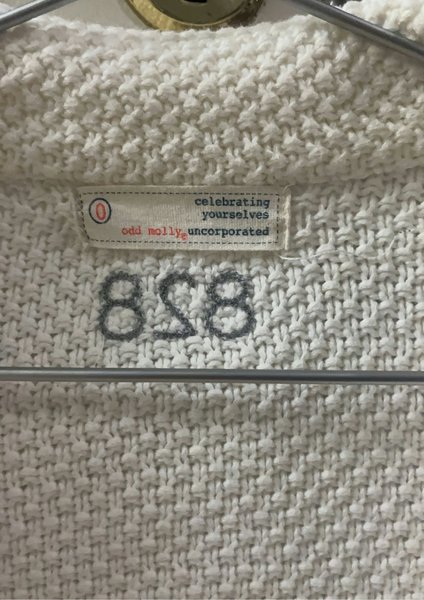 0
celebrating
yourselves
odd molly uncorporated
828